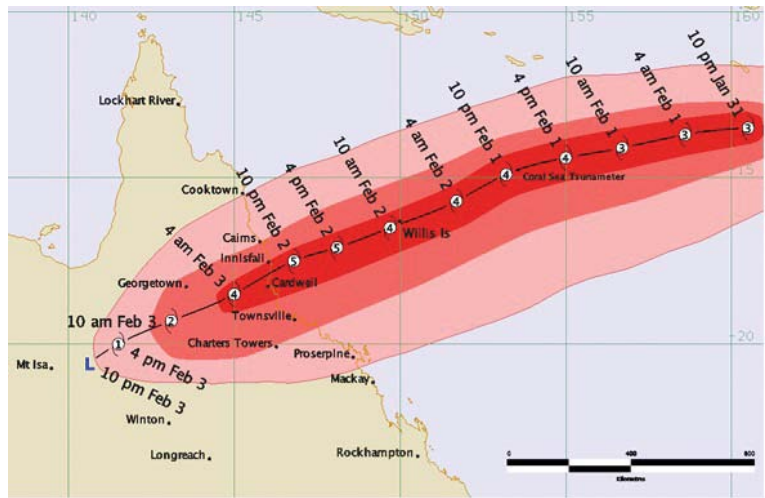 140
145
150
155
160
10 pm Jan 31
4 am Feb 1
10 am Feb 1
4 pm Feb 1
10 pm Feb 1
4 am Feb 2
10 am Feb 2
4 pm Feb 2
10 pm Feb 2
4 am Feb 3
10 am Feb 3
4 pm Feb 3
10 pm Feb 3
3
3
3
4
4
4
4
5
5
4
2
1
L
Lockhart River
Cooktown
Coral Sea Tsunameter
15
Willis Is
Cairns
Innisfail
Georgetown
Cardwell
Townsville
Charters Towers
Proserpine
20
Mt Isa
Mackay
Winton
Longreach
Rockhampton
0
400
800
Kilometres